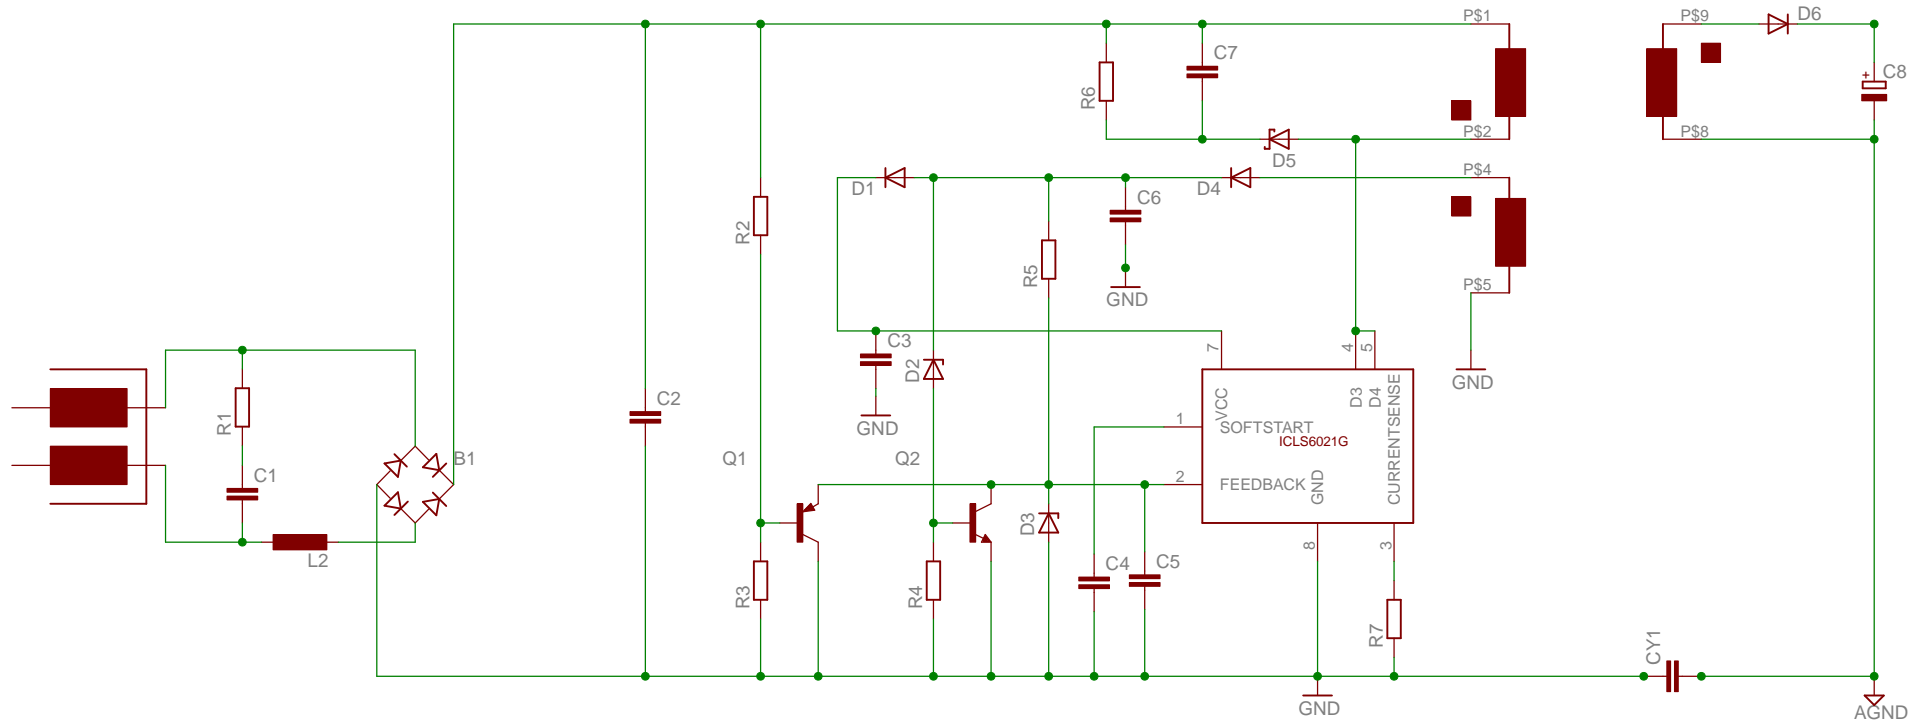 P$1
P$9
D6
C7
C8
+
R6
P$2
P$8
D5
P$4
D1
D4
C6
R2
R5
GND
P$5
C3
D2
7
4
5
GND
GND
R1
C2
VCC
D3
D4
CURRENTSENSE
1
SOFTSTART
ICLS6021G
Q1
Q2
B1
C1
2
FEEDBACK
GND
D3
L2
8
3
R3
R4
C4
C5
R7
CY1
GND
AGND